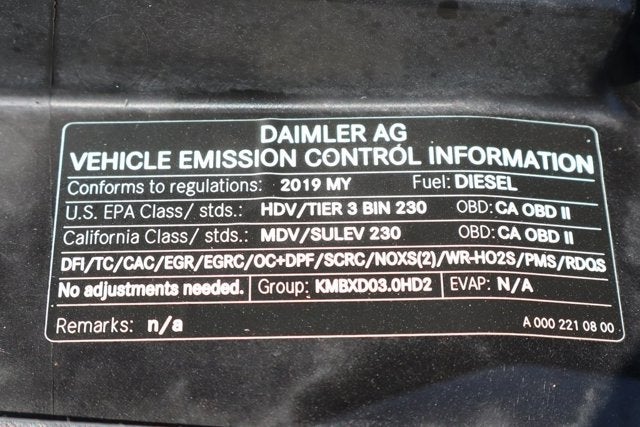 DAIMLER AG
VEHICLE EMISSION CONTROL INFORMATION
Conforms to regulations: 2019 MY Fuel: DIESEL
U.S. EPA Class/ stds.: HDV/TIER 3 BIN 230 OBD: CA OBD II
California Class/ stds.: MDV/SULEV 230 OBD: CA OBD II
DFI/TC/CAC/EGR/EGRC/OC+DPF/SCRC/NOXS(2)/WR-HO2S/PMS/RDQS
No adjustments needed. Group: KMBXD03.0HD2 EVAP: N/A
Remarks: n/a A 000 221 08 00